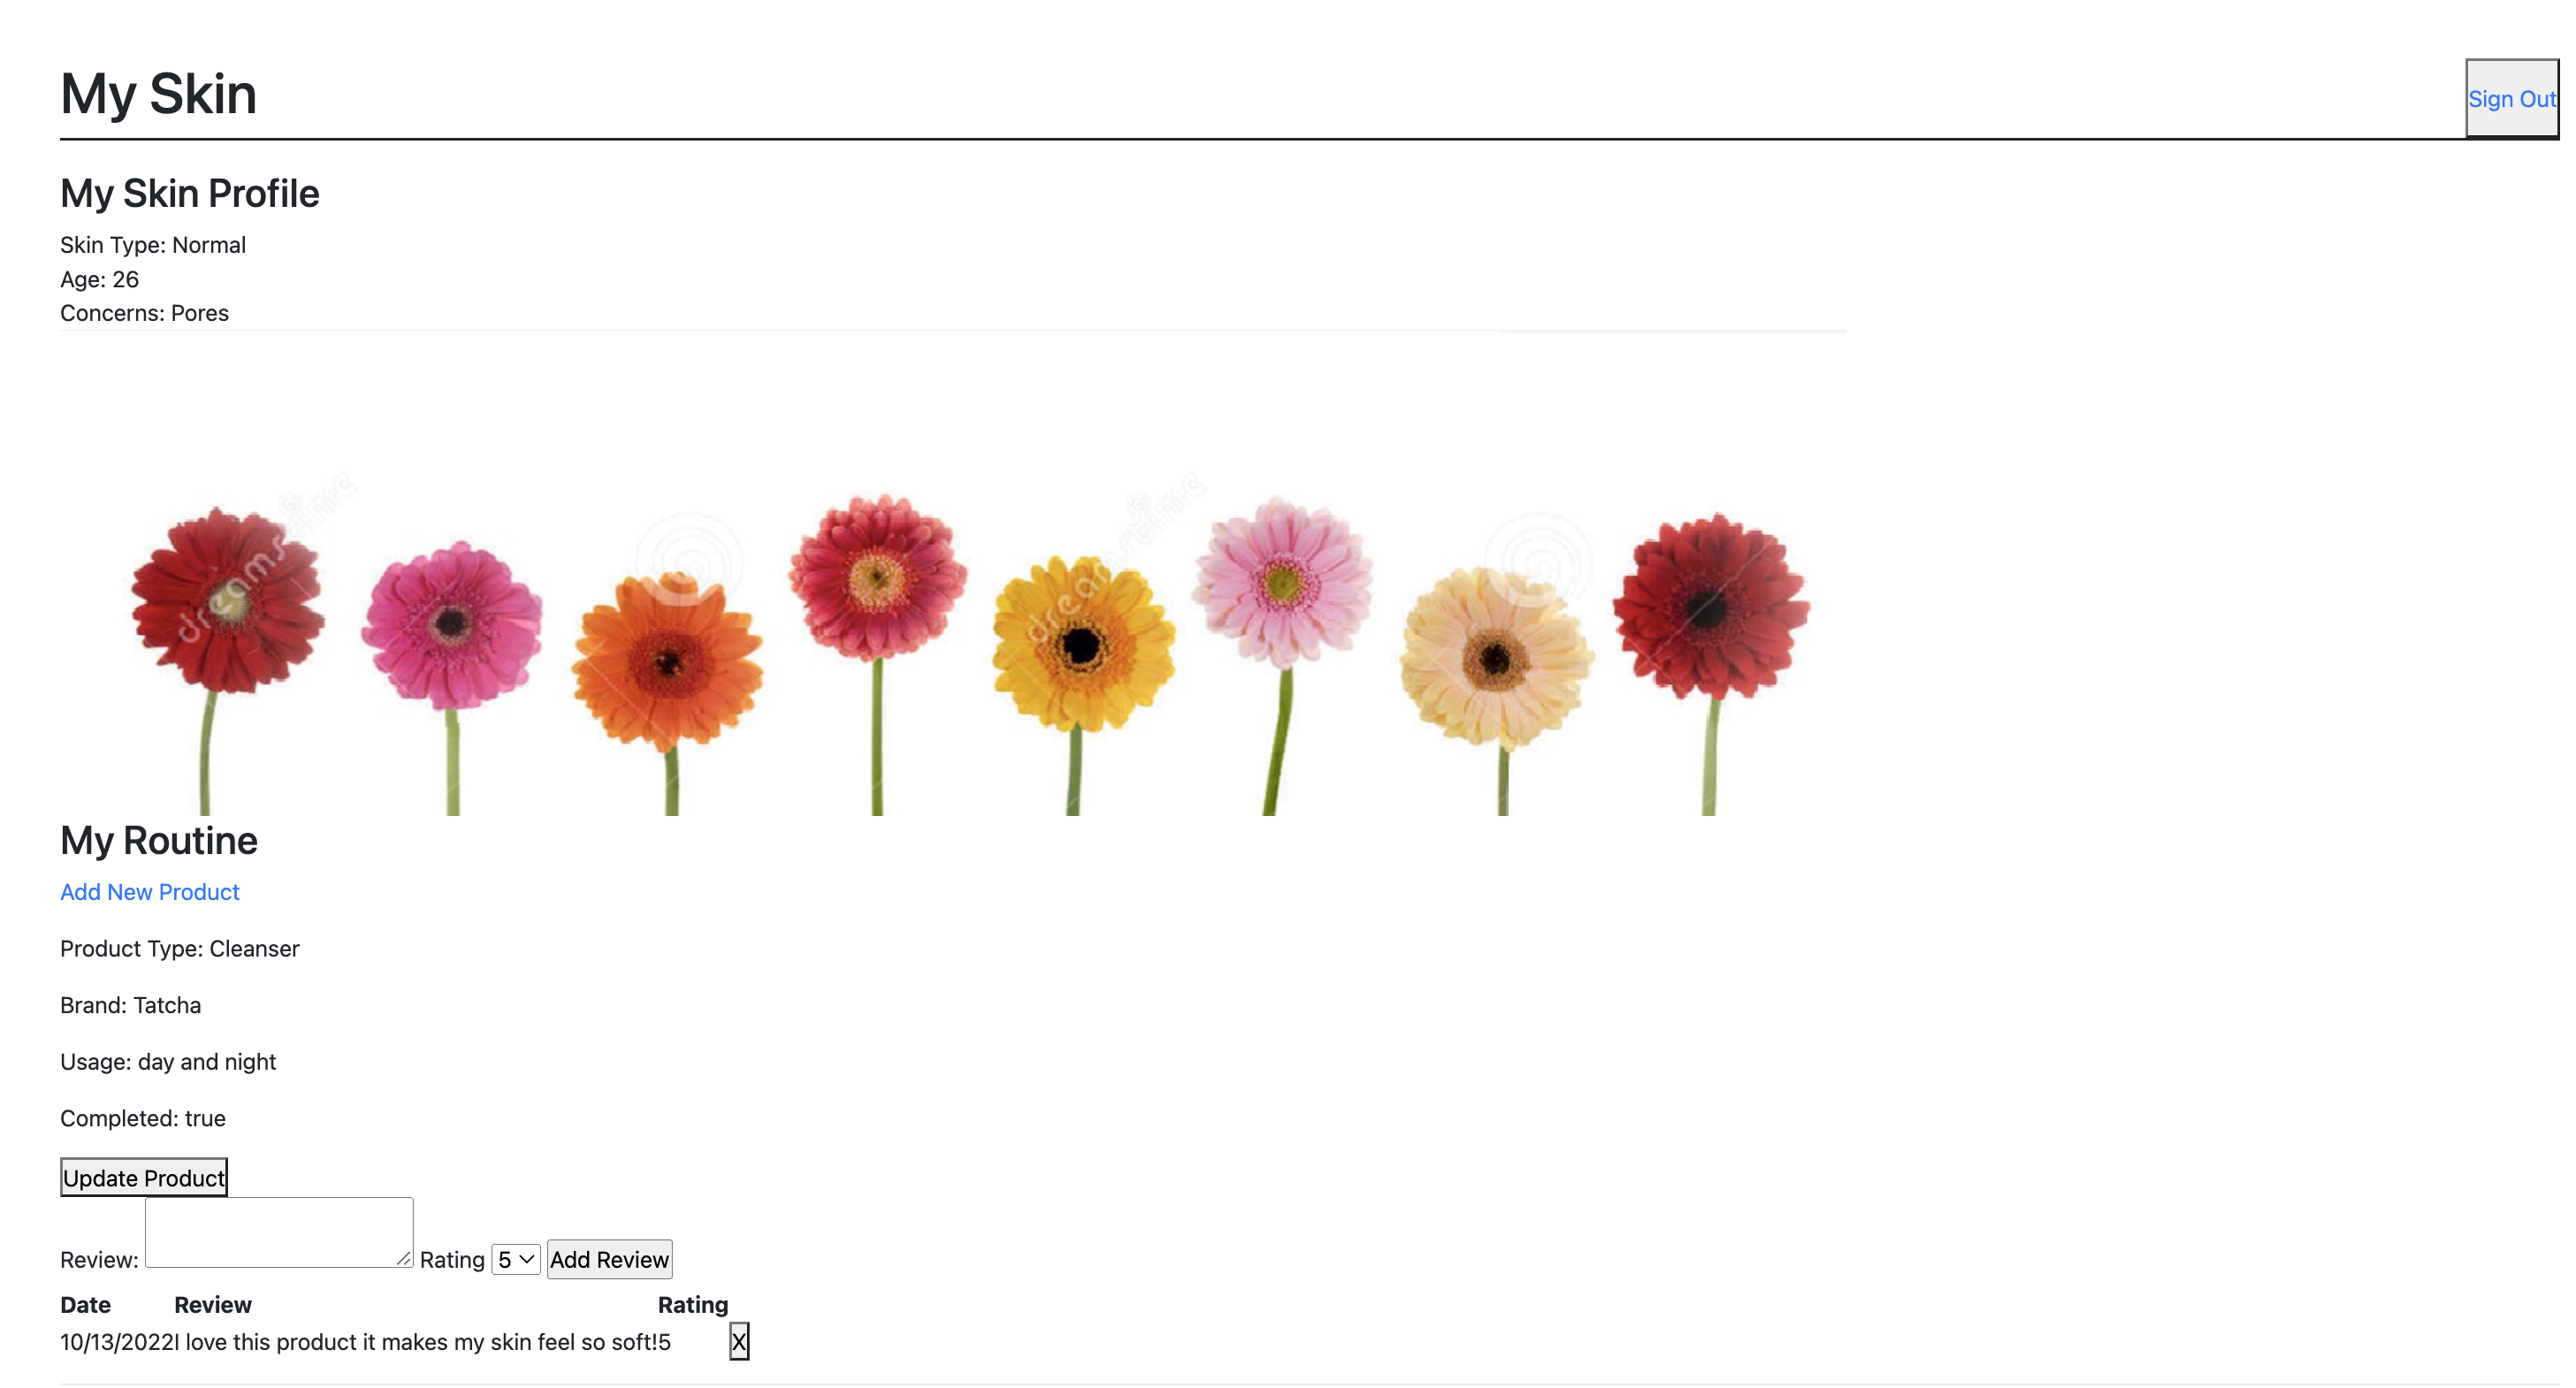 My Skin
Sign Out
My Skin Profile
Skin Type: Normal
Age: 26
Concerns: Pores
dreamstime
dreamstime
My Routine
Add New Product
Product Type: Cleanser
Brand: Tatcha
Usage: day and night
Completed: true
Update Product
Review: Rating 5 Add Review
Date Review Rating
10/13/2022I love this product it makes my skin feel so soft!5 X